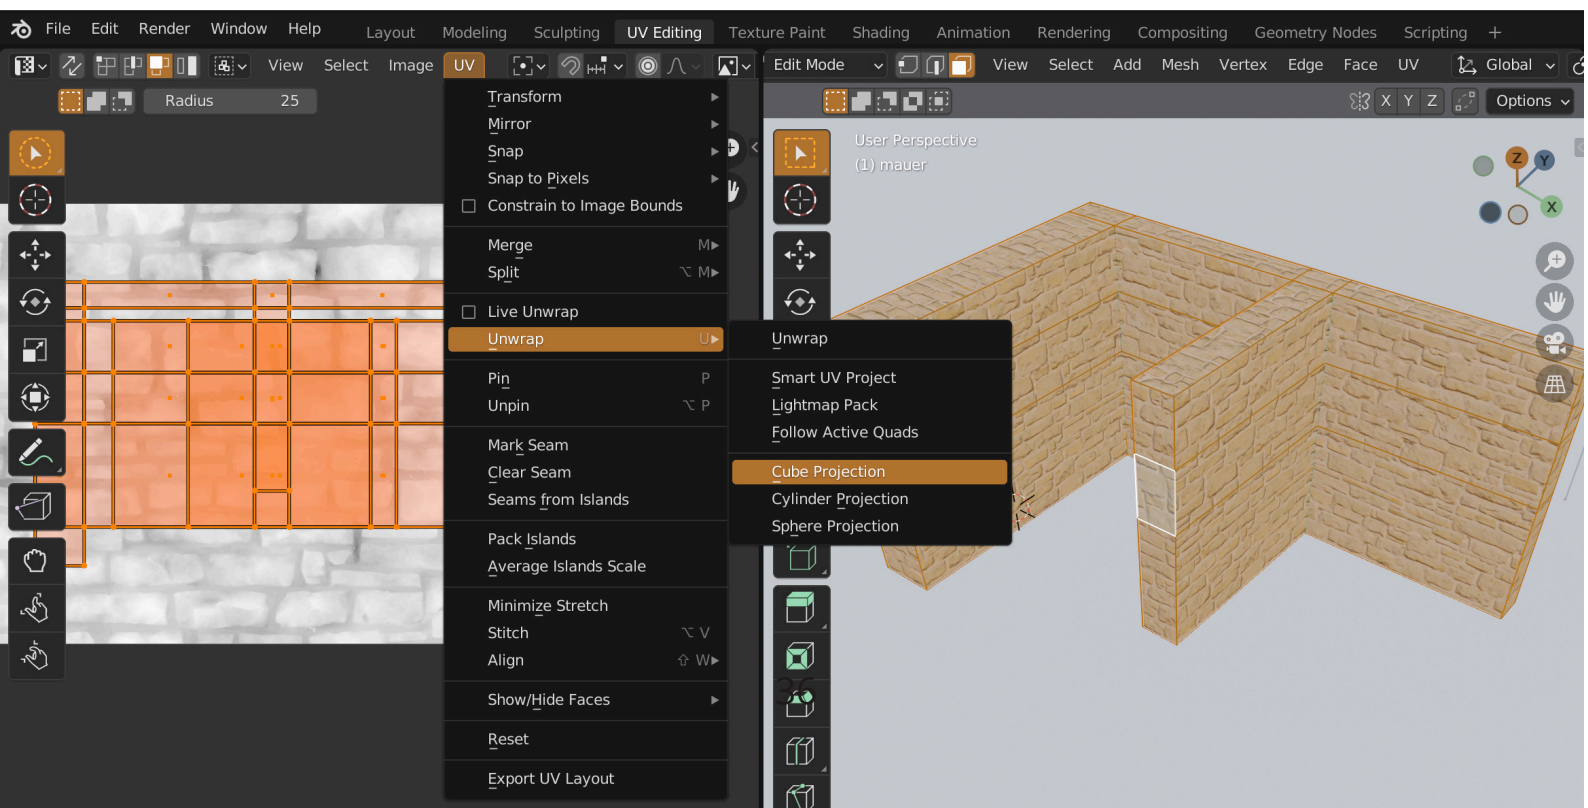 File Edit Render Window Help Layout Modeling Sculpting UV Editing Texture Paint Shading Animation Rendering Compositing Geometry Nodes Scripting +
View Select Image UV
Edit Mode View Select Add Mesh Vertex Edge Face UV Global
Radius 25
X Y Z Options
User Perspective
(1) mauer
Z Y
X
Transform
Mirror
Snap
Snap to Pixels
Constrain to Image Bounds
Merge M
Split ⌥ M
Live Unwrap
Unwrap U
Pin P
Unpin ⌥ P
Mark Seam
Clear Seam
Seams from Islands
Pack Islands
Average Islands Scale
Minimize Stretch
Stitch ⌥ V
Align ⇧ W
Show/Hide Faces
Reset
Export UV Layout
Unwrap
Smart UV Project
Lightmap Pack
Follow Active Quads
Cube Projection
Cylinder Projection
Sphere Projection
36